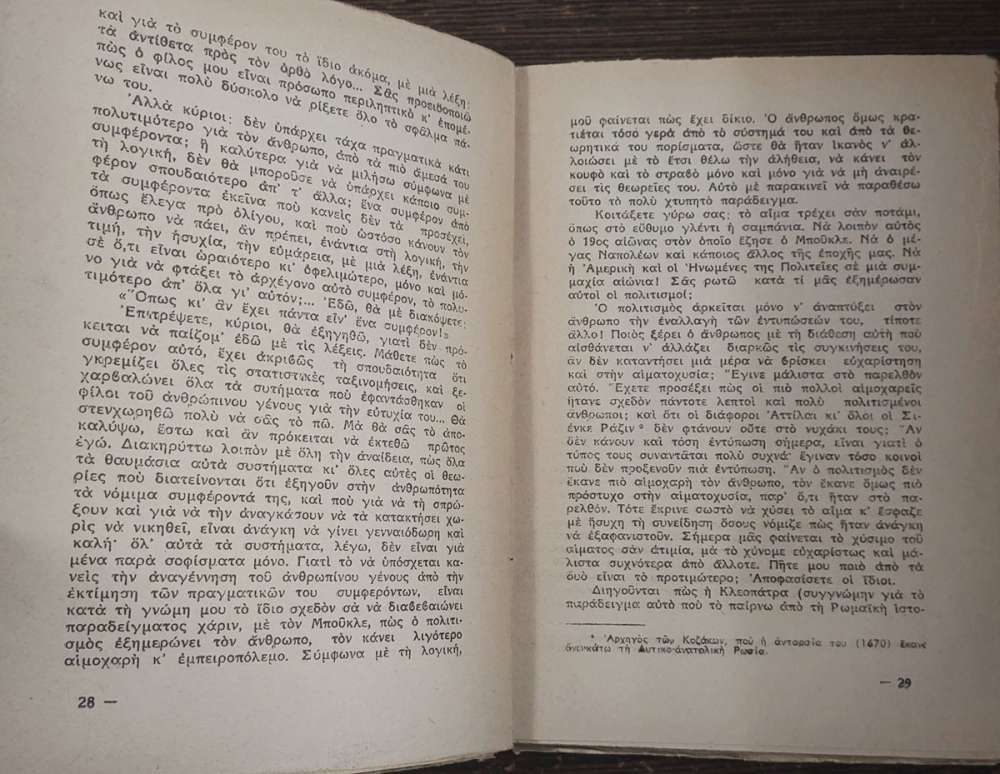 καὶ γιὰ τὸ συμφέρον του τὸ ἴδιο ἀκόμα, μὲ μιὰ λέξη:
τὰ ἀντίθετα πρὸς τὸν ὀρθὸ λόγο... Σᾶς προειδοποιῶ
πὼς ὁ φίλος μου εἶναι πρόσωπο περιληπτικὸ κ' ἑπομέ-
νως εἶναι πολὺ δύσκολο νὰ ρίξετε ὅλο τὸ σφάλμα πά-
νω του.
Ἀλλὰ κύριοι: δὲν ὑπάρχει τάχα πραγματικὰ κάτι
πολυτιμότερο γιὰ τὸν ἄνθρωπο, ἀπὸ τὰ πιὸ ἄμεσά του
συμφέροντα; ἢ καλύτερα γιὰ νὰ μιλήσω σύμφωνα μὲ
τὴ λογική, δὲν θὰ μποροῦσε νὰ ὑπάρχει κάποιο συμ-
φέρον σπουδαιότερο ἀπ' τ' ἄλλα; ἕνα συμφέρον ἀπὸ
τὰ συμφέροντα ἐκεῖνα ποὺ κανεὶς δὲν τὰ προσέχει,
ὅπως ἔλεγα πρὸ ὀλίγου, καὶ ποὺ ὡστόσο κάνουν τὸν
ἄνθρωπο νὰ πάει, ἂν πρέπει, ἐνάντια στὴ λογική, τὴν
τιμή, τὴν ἡσυχία, τὴν εὐμάρεια, μὲ μιὰ λέξη, ἐνάντια
σὲ ὅ,τι εἶναι ὡραιότερο κι' ὀφελιμώτερο, μόνο καὶ μό-
νο γιὰ νὰ φτάξει τὸ ἀρχέγονο αὐτὸ συμφέρον, τὸ πολυ-
τιμότερο ἀπ' ὅλα γι' αὐτόν;... Ἐδῶ, θὰ μὲ διακόψετε:
«Ὅπως κι' ἂν ἔχει πάντα εἶν' ἕνα συμφέρον!»
Ἐπιτρέψετε, κύριοι, θὰ ἐξηγηθῶ, γιατὶ δὲν πρό-
κειται νὰ παίζομ' ἐδῶ μὲ τὶς λέξεις. Μάθετε πὼς τὸ
συμφέρον αὐτό, ἔχει ἀκριβῶς τὴ σπουδαιότητα ὅτι
γκρεμίζει ὅλες τὶς στατιστικὲς ταξινομήσεις, καὶ ξε-
χαρβαλώνει ὅλα τὰ συτήματα ποὺ ἐφαντάσθηκαν οἱ
φίλοι τοῦ ἀνθρώπινου γένους γιὰ τὴν εὐτυχία του... Θὰ
στενχωρηθῶ πολὺ νὰ σᾶς τὸ πῶ. Μὰ θὰ σᾶς τὸ ἀπο-
καλύψω, ἔστω καὶ ἂν πρόκειται νὰ ἐκτεθῶ πρῶτος
ἐγώ. Διακηρύττω λοιπὸν μὲ ὅλη τὴν ἀναίδεια, πὼς ὅλα
τὰ θαυμάσια αὐτὰ συστήματα κι' ὅλες αὐτὲς οἱ θεω-
ρίες ποὺ διατείνονται ὅτι ἐξηγοῦν στὴν ἀνθρωπότητα
τὰ νόμιμα συμφέροντά της, καὶ ποὺ γιὰ νὰ τὴ σπρώ-
ξουν καὶ γιὰ νὰ τὴν ἀναγκάσουν νὰ τὰ κατακτήσει χω-
ρὶς νὰ νικηθεῖ, εἶναι ἀνάγκη νὰ γίνει γενναιόδωρη καὶ
καλή· ὅλ' αὐτὰ τὰ συστήματα, λέγω, δὲν εἶναι γιὰ
μένα παρὰ σοφίσματα μόνο. Γιατὶ τὸ νὰ ὑπόσχεται κα-
νεὶς τὴν ἀναγέννηση τοῦ ἀνθρωπίνου γένους ἀπὸ τὴν
ἐκτίμηση τῶν πραγματικῶν του συμφερόντων, εἶναι
κατὰ τὴ γνώμη μου τὸ ἴδιο σχεδὸν σὰ νὰ διαβεβαιώνει
παραδείγματος χάριν, μὲ τὸν Μποῦκλε, πὼς ὁ πολιτι-
σμὸς ἐξημερώνει τὸν ἄνθρωπο, τὸν κάνει λιγότερο
αἱμοχαρὴ κ' ἐμπειροπόλεμο. Σύμφωνα μὲ τὴ λογική,
28 —
μοῦ φαίνεται πὼς ἔχει δίκιο. Ὁ ἄνθρωπος ὅμως κρα-
τιέται τόσο γερὰ ἀπὸ τὸ σύστημά του καὶ ἀπὸ τὰ θε-
ωρητικά του πορίσματα, ὥστε θὰ ἦταν ἱκανὸς ν' ἀλ-
λοιώσει μὲ τὸ ἔτσι θέλω τὴν ἀλήθεια, νὰ κάνει τὸν
κουφὸ καὶ τὸ στραβὸ μόνο καὶ μόνο γιὰ νὰ μὴ ἀναιρέ-
σει τὶς θεωρεῖες του. Αὐτὸ μὲ παρακινεῖ νὰ παραθέσω
τοῦτο τὸ πολὺ χτυπητὸ παράδειγμα.
Κοιτάξετε γύρω σας: τὸ αἷμα τρέχει σὰν ποτάμι,
ὅπως στὸ εὔθυμο γλέντι ἡ σαμπάνια. Νὰ λοιπὸν αὐτὸς
ὁ 19ος αἰῶνας στὸν ὁποῖο ἔζησε ὁ Μποῦκλε. Νὰ ὁ μέ-
γας Ναπολέων καὶ κάποιος ἄλλος τῆς ἐποχῆς μας. Νὰ
ἡ Ἀμερικὴ καὶ οἱ Ἡνωμένες της Πολιτεῖες σὲ μιὰ συμ-
μαχία αἰώνια! Σᾶς ρωτῶ κατὰ τί μᾶς ἐξημέρωσαν
αὐτοὶ οἱ πολιτισμοί;
Ὁ πολιτισμὸς ἀρκεῖται μόνο ν' ἀναπτύξει στὸν
ἄνθρωπο τὴν ἐναλλαγὴ τῶν ἐντυπώσεών του, τίποτε
ἄλλο! Ποιὸς ξέρει ὁ ἄνθρωπος μὲ τὴ διάθεση αὐτὴ ποὺ
αἰσθάνεται ν' ἀλλάζει διαρκῶς τὶς συγκινήσεις του,
ἂν δὲν καταντήσει μιὰ μέρα νὰ βρίσκει εὐχαρίστηση
καὶ στὴν αἱματοχυσία; Ἔγινε μάλιστα στὸ παρελθὸν
αὐτό. Ἔχετε προσέξει πὼς οἱ πιὸ πολλοὶ αἱμοχαρεῖς
ἤτανε σχεδὸν πάντοτε λεπτοὶ καὶ πολὺ πολιτισμένοι
ἄνθρωποι; καὶ ὅτι οἱ διάφοροι Ἀττίλαι κι' ὅλοι οἱ Σι-
ένκε Ράζιν* δὲν φτάνουν οὔτε στὸ νυχάκι τους; Ἂν
δὲν κάνουν καὶ τόση ἐντύπωση σήμερα, εἶναι γιατὶ ὁ
τύπος τους συναντᾶται πολὺ συχνά· ἔγιναν τόσο κοινοὶ
ποὺ δὲν προξενοῦν πιὰ ἐντύπωση. Ἂν ὁ πολιτισμὸς δὲν
ἔκανε πιὸ αἱμοχαρῆ τὸν ἄνθρωπο, τὸν ἔκανε ὅμως πιὸ
πρόστυχο στὴν αἱματοχυσία, παρ' ὅ,τι ἦταν στὸ πα-
ρελθόν. Τότε ἔκρινε σωστὸ νὰ χύσει τὸ αἷμα κ' ἔσφαζε
μὲ ἥσυχη τὴ συνείδηση ὅσους νόμιζε πὼς ἦταν ἀνάγκη
νὰ ἐξαφανιστοῦν. Σήμερα μᾶς φαίνεται τὸ χύσιμο τοῦ
αἵματος σὰν ἀτιμία, μὰ τὸ χύνομε εὐχαρίστως καὶ μά-
λιστα συχνότερα ἀπὸ ἄλλοτε. Πῆτε μου ποιὸ ἀπὸ τὰ
δυὸ εἶναι τὸ προτιμώτερο; Ἀποφασίσετε οἱ ἴδιοι.
Διηγοῦνται πὼς ἡ Κλεοπάτρα (συγγνώμην γιὰ τὸ
παράδειγμα αὐτὸ ποὺ τὸ παίρνω ἀπὸ τὴ Ρωμαϊκὴ ἱστο-
* Ἀρχηγὸς τῶν Κοζάκων, ποὺ ἡ ἀνταρσία του (1670) ἔκανε
ἀνεκάτω τὴ Δυτικο-ἀνατολικὴ Ρωσία.
— 29